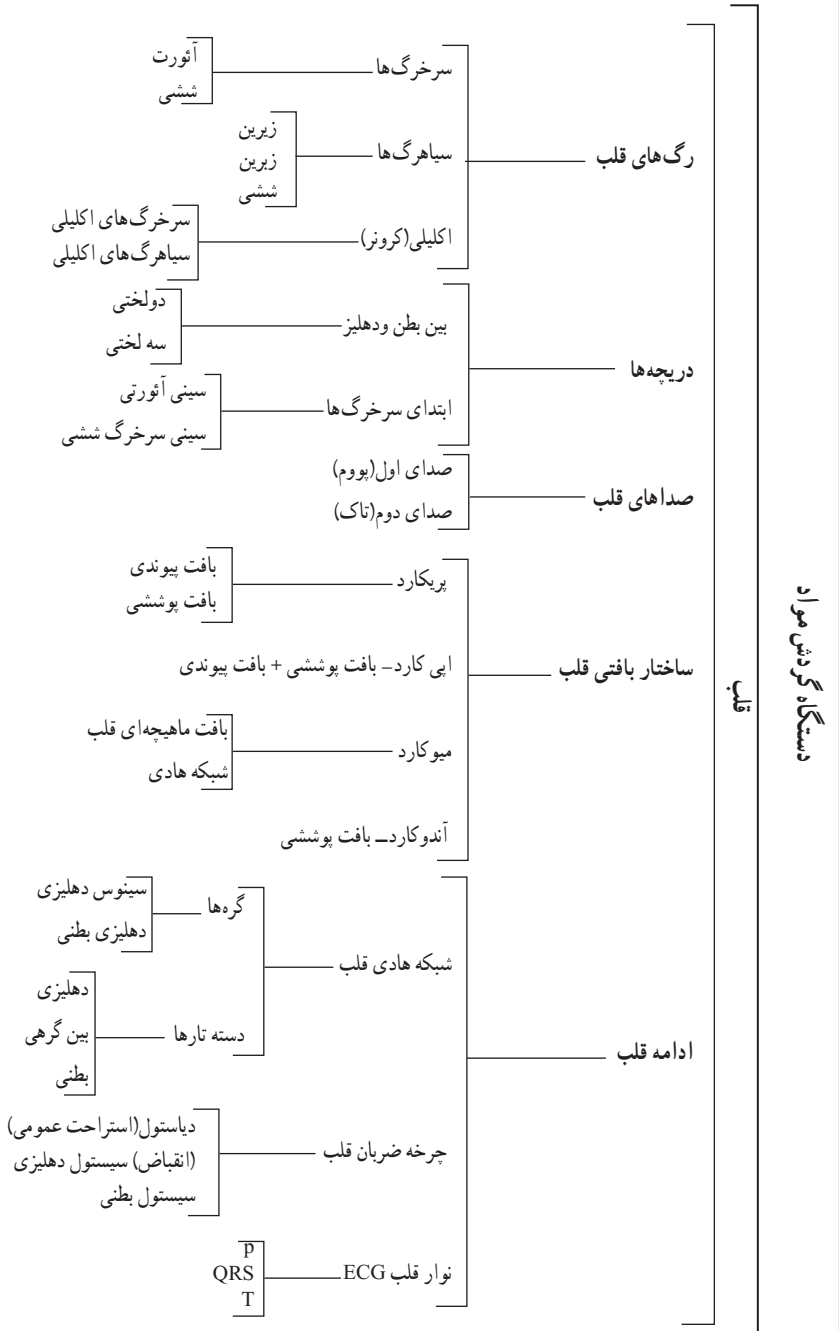 دستگاه گردش مواد
قلب
رگ‌های قلب
سرخرگ‌ها
آئورت
ششی
سیاهرگ‌ها
زیرین
زبرین
ششی
اکلیلی(کرونر)
سرخرگ‌های اکلیلی
سیاهرگ‌های اکلیلی
دریچه‌ها
بین بطن ودهلیز
دولختی
سه لختی
ابتدای سرخرگ‌ها
سینی آئورتی
سینی سرخرگ ششی
صداهای قلب
صدای اول(پووم)
صدای دوم(تاک)
ساختار بافتی قلب
پریکارد
بافت پیوندی
بافت پوششی
اپی کارد– بافت پوششی + بافت پیوندی
میوکارد
بافت ماهیچه‌ای قلب
شبکه هادی
آندوکارد– بافت پوششی
ادامه قلب
شبکه هادی قلب
گره‌ها
سینوس دهلیزی
دهلیزی بطنی
دسته تارها
دهلیزی
بین گرهی
بطنی
چرخه ضربان قلب
دیاستول(استراحت عمومی)
(انقباض) سیستول دهلیزی
سیستول بطنی
نوار قلب ECG
p
QRS
T